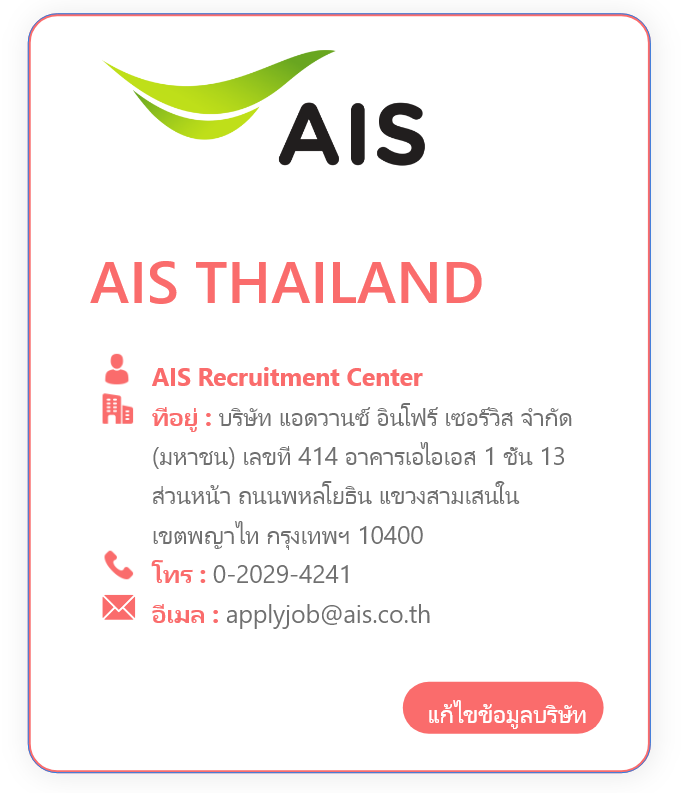 AIS
AIS THAILAND
AIS Recruitment Center
ที่อยู่ : บริษัท แอดวานซ์ อินโฟร์ เซอร์วิส จำกัด
(มหาชน) เลขที่ 414 อาคารเอไอเอส 1 ชั้น 13
ส่วนหน้า ถนนพหลโยธิน แขวงสามเสนใน
เขตพญาไท กรุงเทพฯ 10400
โทร : 0-2029-4241
อีเมล : applyjob@ais.co.th
แก้ไขข้อมูลบริษัท